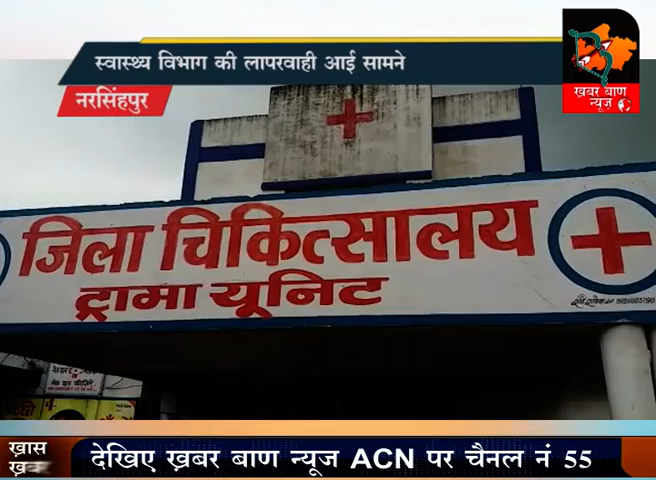 स्वास्थ्य विभाग की लापरवाही आई सामने
नरसिंहपुर
ख़बर बाण
न्यूज़
जिला चिकित्सालय
ट्रामा यूनिट
ख़ास
ख़बर
देखिए ख़बर बाण न्यूज ACN पर चैनल नं 55